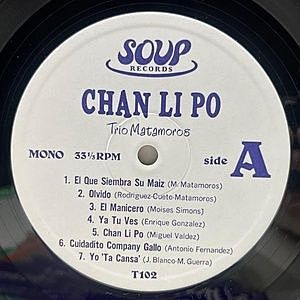 SOUP
RECORDS
CHAN LI PO
Trio Matamoros
MONO 33⅓ RPM side A
1. El Que Siembra Su Maiz (M. Matamoros)
2. Olvido (Rodriguez-Cueto-Matamoros)
3. El Manicero (Moises Simons)
4. Ya Tu Ves (Enrique Gonzalez)
5. Chan Li Po (Miguel Valdez)
6. Cuidadito Company Gallo (Antonio Fernandez)
7. Yo 'Ta Cansa' (J. Blanco-M. Guerra)
T102